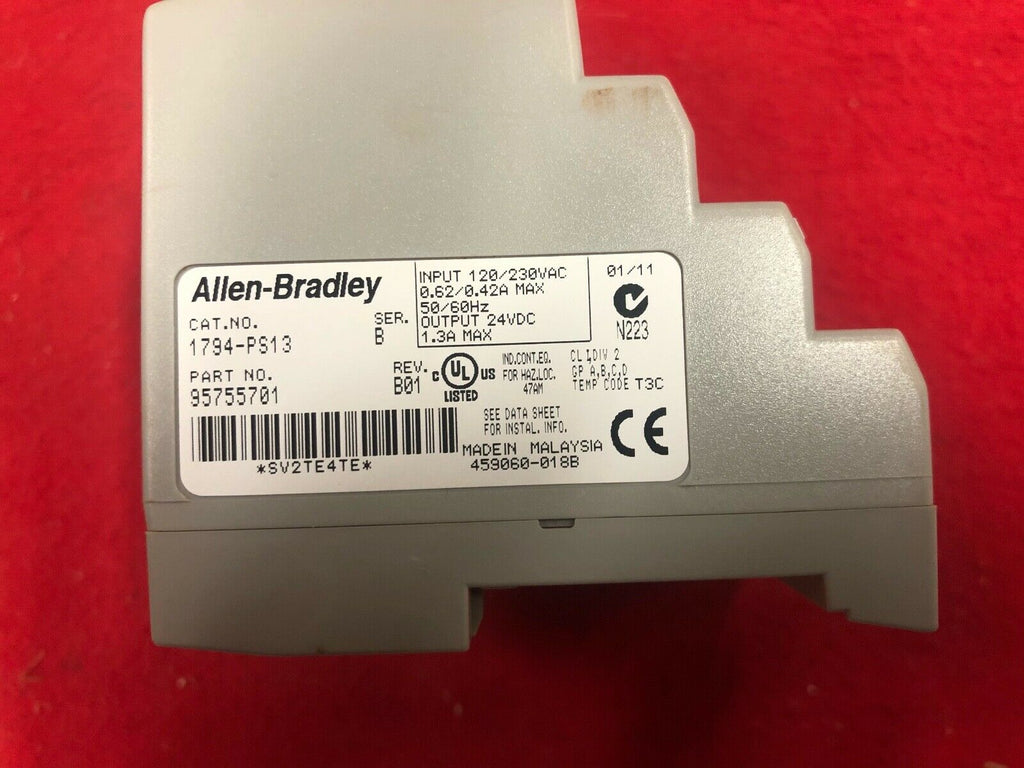 Allen-Bradley
CAT.NO.
1794-PS13
SER.
B
PART NO.
95755701
REV.
B01
*SV2TE4TE*
INPUT 120/230VAC
0.62/0.42A MAX
50/60Hz
OUTPUT 24VDC
1.3A MAX
01/11
N223
C UL US
LISTED
IND.CONT.EQ.
FOR HAZ.LOC.
47AM
CL I,DIV 2
GP A,B,C,D
TEMP CODE T3C
SEE DATA SHEET
FOR INSTAL. INFO.
MADE IN MALAYSIA
459060-018B
CE